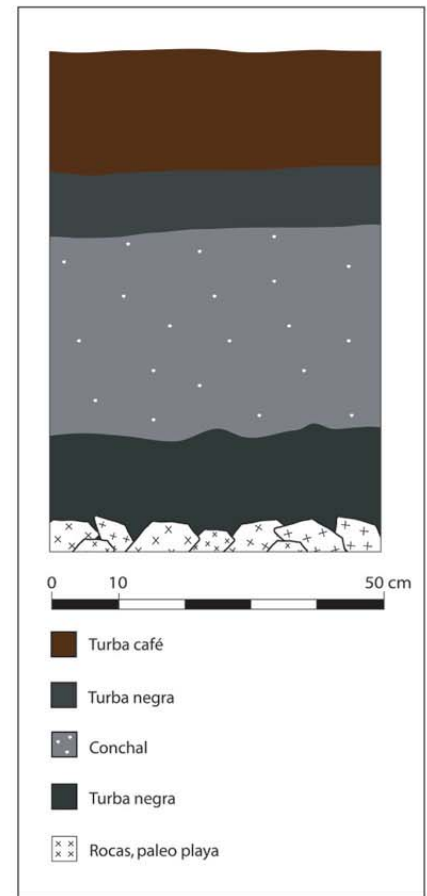 0 10 50 cm
Turba café
Turba negra
Conchal
Turba negra
Rocas, paleo playa